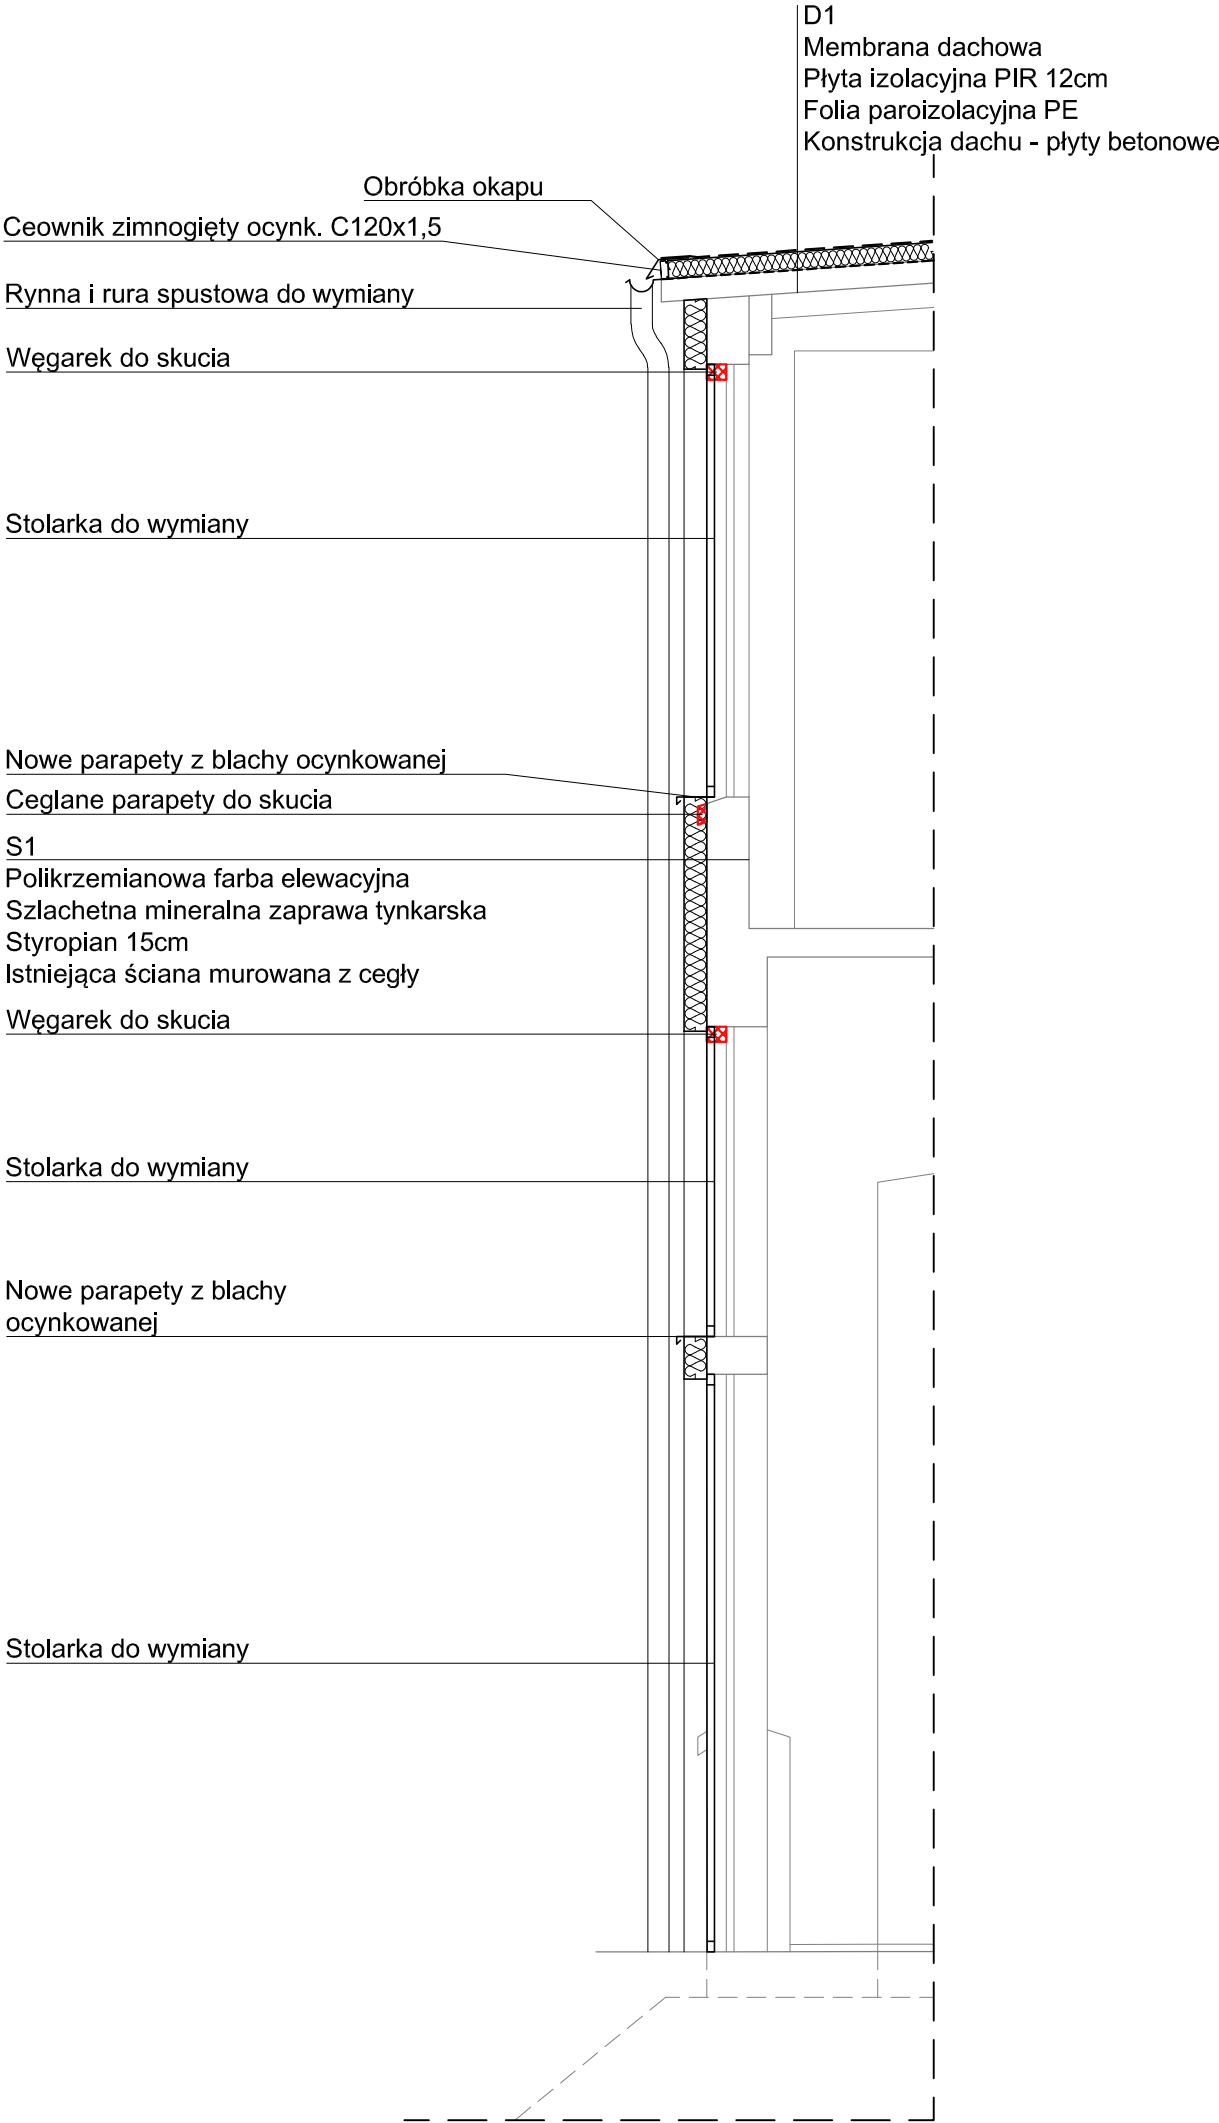 D1
Membrana dachowa
Płyta izolacyjna PIR 12cm
Folia paroizolacyjna PE
Konstrukcja dachu - płyty betonowe
Obróbka okapu
Ceownik zimnogięty ocynk. C120x1,5
Rynna i rura spustowa do wymiany
Węgarek do skucia
Stolarka do wymiany
Nowe parapety z blachy ocynkowanej
Ceglane parapety do skucia
S1
Polikrzemianowa farba elewacyjna
Szlachetna mineralna zaprawa tynkarska
Styropian 15cm
Istniejąca ściana murowana z cegły
Węgarek do skucia
Stolarka do wymiany
Nowe parapety z blachy
ocynkowanej
Stolarka do wymiany